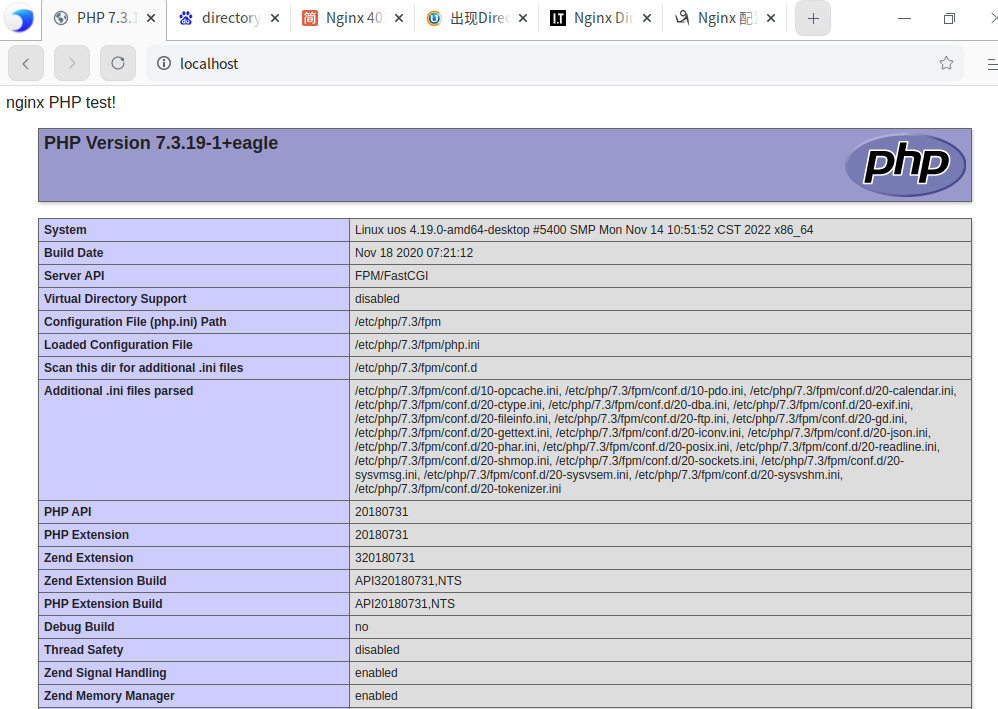 PHP 7.3.1
directory
Nginx 403
出现Direc
Nginx Dir
Nginx 配
localhost
nginx PHP test!
PHP Version 7.3.19-1+eagle
php
System Linux uos 4.19.0-amd64-desktop #5400 SMP Mon Nov 14 10:51:52 CST 2022 x86_64
Build Date Nov 18 2020 07:21:12
Server API FPM/FastCGI
Virtual Directory Support disabled
Configuration File (php.ini) Path /etc/php/7.3/fpm
Loaded Configuration File /etc/php/7.3/fpm/php.ini
Scan this dir for additional .ini files /etc/php/7.3/fpm/conf.d
Additional .ini files parsed /etc/php/7.3/fpm/conf.d/10-opcache.ini, /etc/php/7.3/fpm/conf.d/10-pdo.ini, /etc/php/7.3/fpm/conf.d/20-calendar.ini,
/etc/php/7.3/fpm/conf.d/20-ctype.ini, /etc/php/7.3/fpm/conf.d/20-dba.ini, /etc/php/7.3/fpm/conf.d/20-exif.ini,
/etc/php/7.3/fpm/conf.d/20-fileinfo.ini, /etc/php/7.3/fpm/conf.d/20-ftp.ini, /etc/php/7.3/fpm/conf.d/20-gd.ini,
/etc/php/7.3/fpm/conf.d/20-gettext.ini, /etc/php/7.3/fpm/conf.d/20-iconv.ini, /etc/php/7.3/fpm/conf.d/20-json.ini,
/etc/php/7.3/fpm/conf.d/20-phar.ini, /etc/php/7.3/fpm/conf.d/20-posix.ini, /etc/php/7.3/fpm/conf.d/20-readline.ini,
/etc/php/7.3/fpm/conf.d/20-shmop.ini, /etc/php/7.3/fpm/conf.d/20-sockets.ini, /etc/php/7.3/fpm/conf.d/20-
sysvmsg.ini, /etc/php/7.3/fpm/conf.d/20-sysvsem.ini, /etc/php/7.3/fpm/conf.d/20-sysvshm.ini,
/etc/php/7.3/fpm/conf.d/20-tokenizer.ini
PHP API 20180731
PHP Extension 20180731
Zend Extension 320180731
Zend Extension Build API320180731,NTS
PHP Extension Build API20180731,NTS
Debug Build no
Thread Safety disabled
Zend Signal Handling enabled
Zend Memory Manager enabled